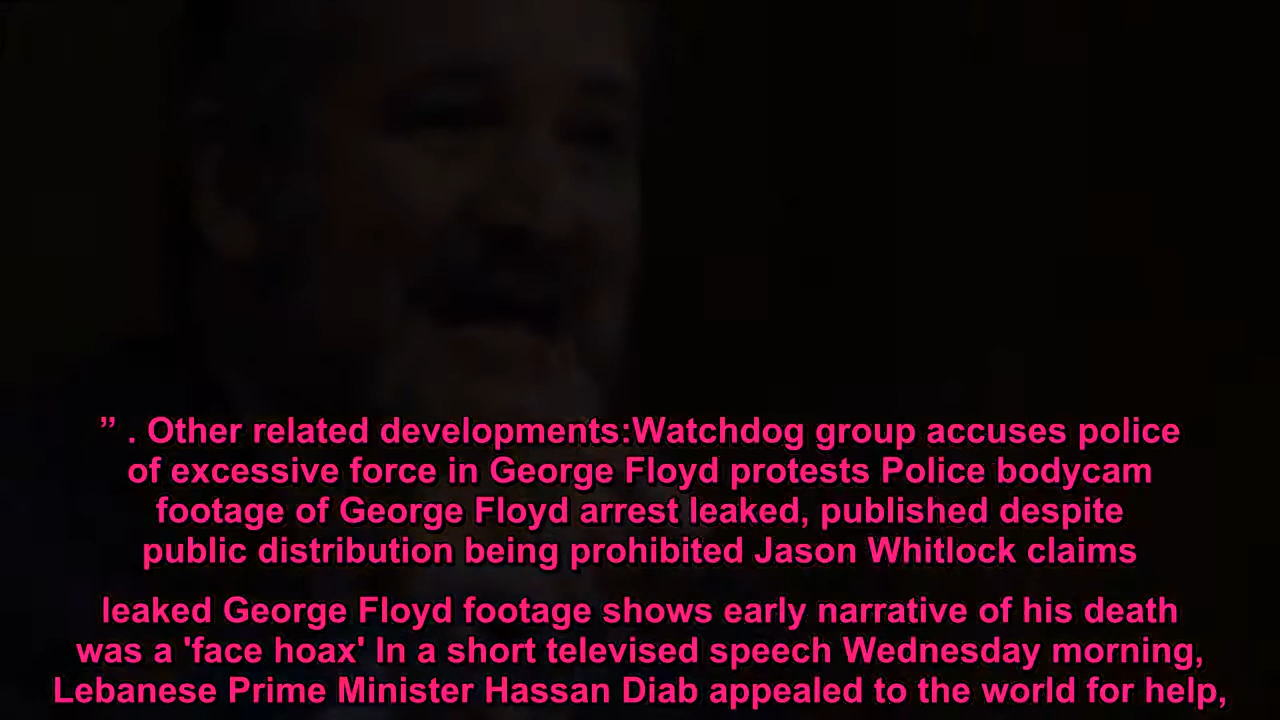 ” . Other related developments:Watchdog group accuses police
of excessive force in George Floyd protests Police bodycam
footage of George Floyd arrest leaked, published despite
public distribution being prohibited Jason Whitlock claims
leaked George Floyd footage shows early narrative of his death
was a 'face hoax' In a short televised speech Wednesday morning,
Lebanese Prime Minister Hassan Diab appealed to the world for help,